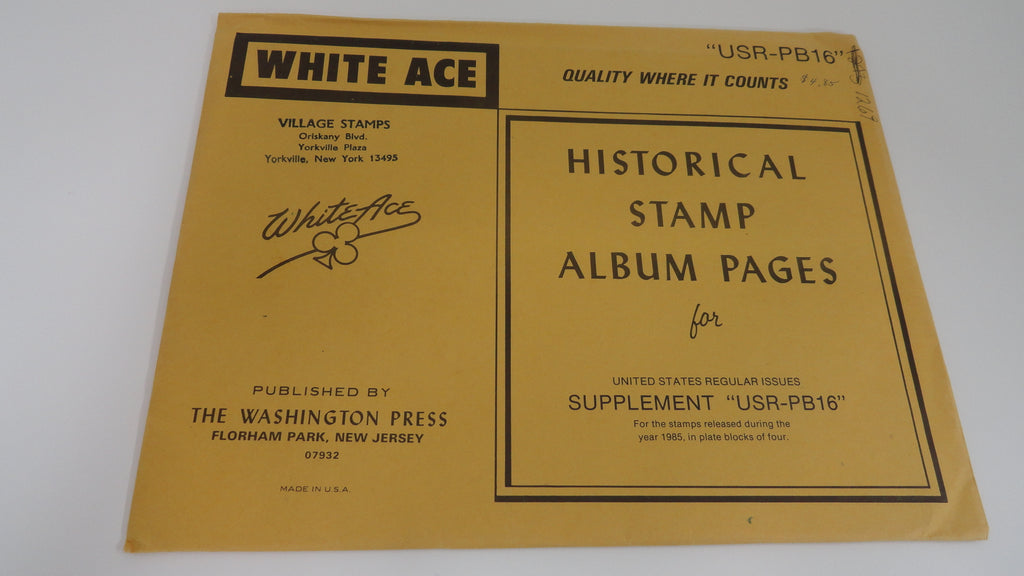 WHITE ACE
VILLAGE STAMPS
Oriskany Blvd.
Yorkville Plaza
Yorkville, New York 13495
White Ace
PUBLISHED BY
THE WASHINGTON PRESS
FLORHAM PARK, NEW JERSEY
07932
MADE IN U.S.A.
"USR-PB16"
QUALITY WHERE IT COUNTS
$4.85
HISTORICAL
STAMP
ALBUM PAGES
for
UNITED STATES REGULAR ISSUES
SUPPLEMENT "USR-PB16"
For the stamps released during the
year 1985, in plate blocks of four.